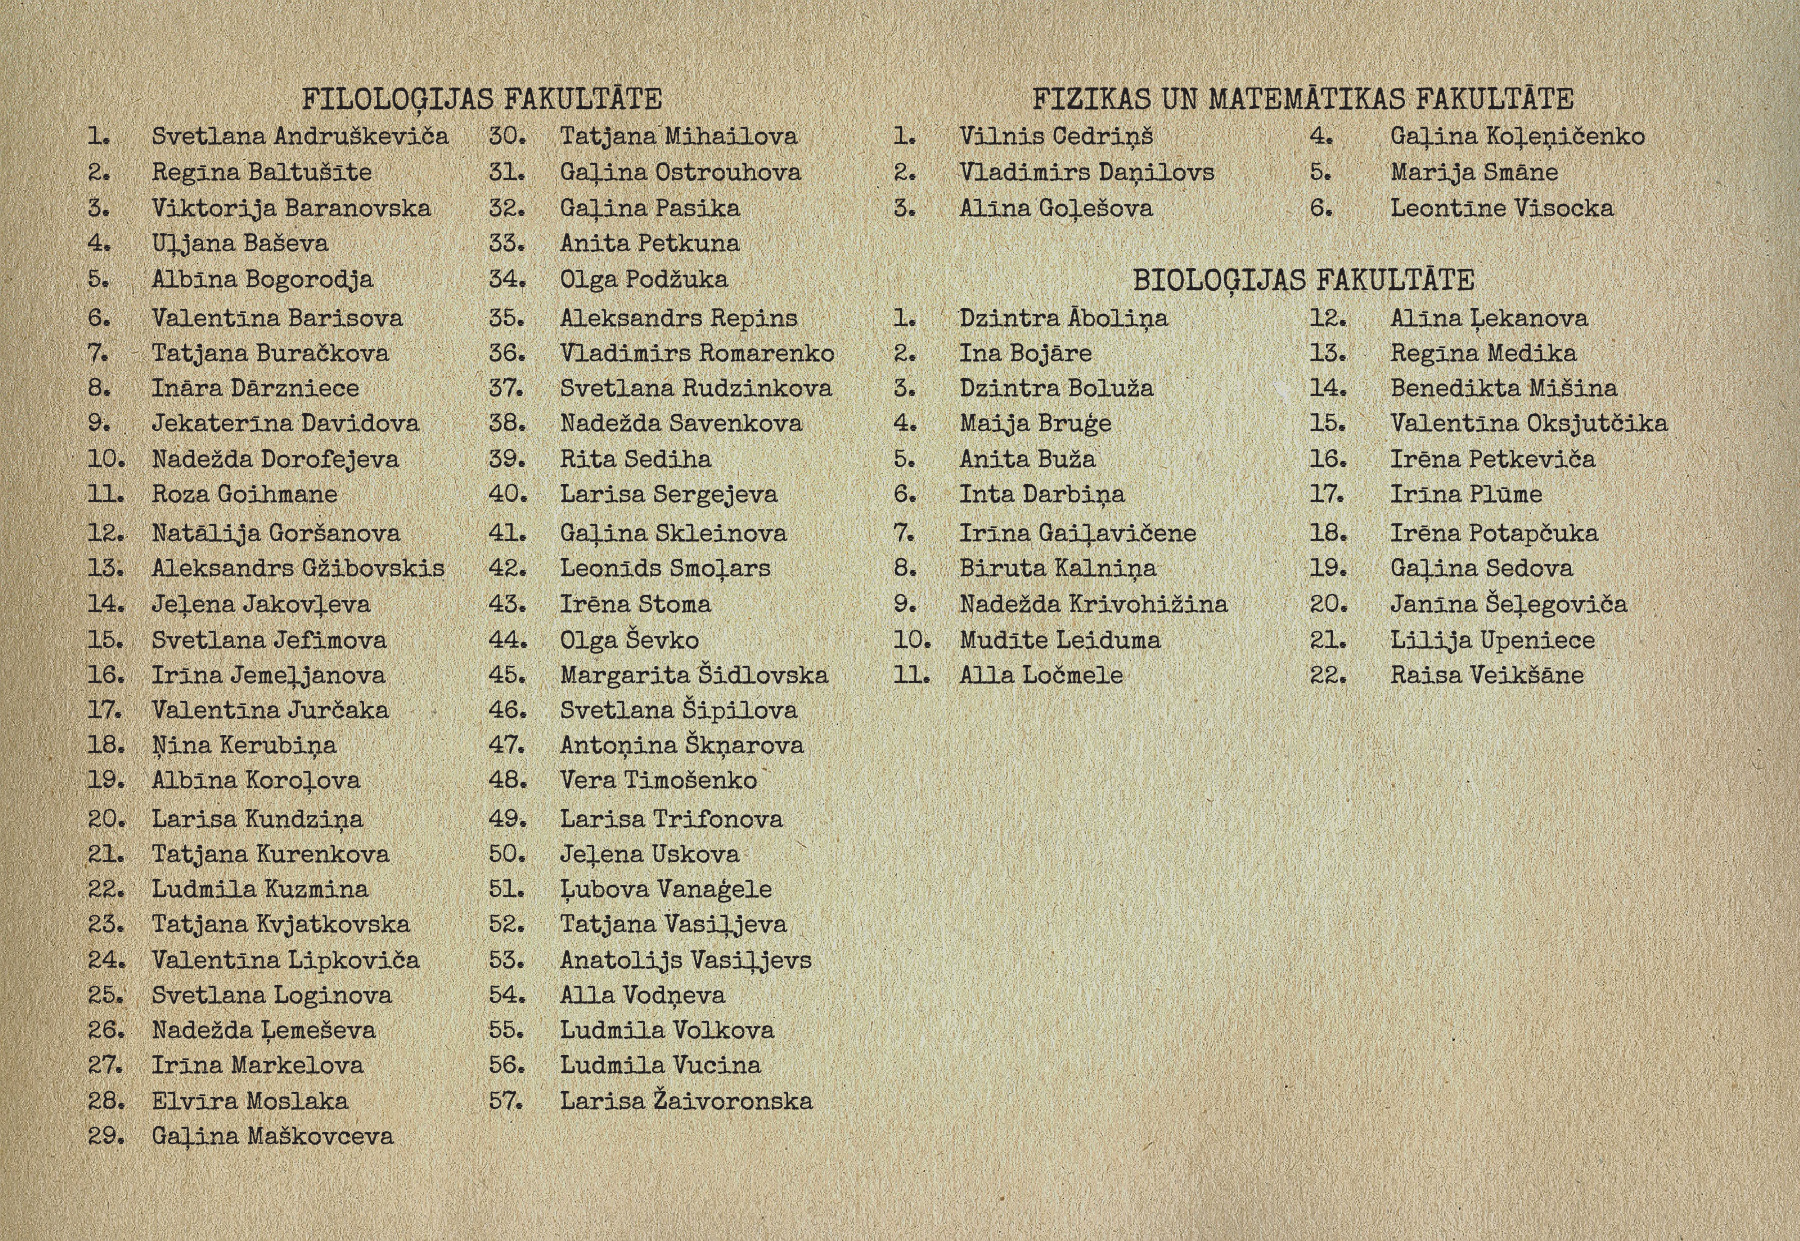 FILOLOĢIJAS FAKULTĀTE
1. Svetlana Andruškeviča
2. Regīna Baltušīte
3. Viktorija Baranovska
4. Uļjana Baševa
5. Albīna Bogorodja
6. Valentīna Barisova
7. Tatjana Buračkova
8. Ināra Dārzniece
9. Jekaterīna Davidova
10. Nadežda Dorofejeva
11. Roza Goihmane
12. Natālija Goršanova
13. Aleksandrs Gžibovskis
14. Jeļena Jakovļeva
15. Svetlana Jefimova
16. Irīna Jemeļjanova
17. Valentīna Jurčaka
18. Ņina Kerubiņa
19. Albīna Koroļova
20. Larisa Kundziņa
21. Tatjana Kurenkova
22. Ludmila Kuzmina
23. Tatjana Kvjatkovska
24. Valentīna Lipkoviča
25. Svetlana Loginova
26. Nadežda Ļemeševa
27. Irīna Markelova
28. Elvīra Moslaka
29. Gaļina Maškovceva
30. Tatjana Mihailova
31. Gaļina Ostrouhova
32. Gaļina Pasika
33. Anita Petkuna
34. Olga Podžuka
35. Aleksandrs Repins
36. Vladimirs Romarenko
37. Svetlana Rudzinkova
38. Nadežda Savenkova
39. Rita Sediha
40. Larisa Sergejeva
41. Gaļina Skleinova
42. Leonīds Smoļars
43. Irēna Stoma
44. Olga Ševko
45. Margarita Šidlovska
46. Svetlana Šipilova
47. Antoņina Škņarova
48. Vera Timošenko
49. Larisa Trifonova
50. Jeļena Uskova
51. Ļubova Vanaģele
52. Tatjana Vasiļjeva
53. Anatolijs Vasiļjevs
54. Alla Vodņeva
55. Ludmila Volkova
56. Ludmila Vucina
57. Larisa Žaivoronska
FIZIKAS UN MATEMĀTIKAS FAKULTĀTE
1. Vilnis Cedriņš
2. Vladimirs Daņilovs
3. Alīna Goļešova
4. Gaļina Koļeņičenko
5. Marija Smāne
6. Leontīne Visocka
BIOLOĢIJAS FAKULTĀTE
1. Dzintra Āboliņa
2. Ina Bojāre
3. Dzintra Boluža
4. Maija Bruģe
5. Anita Buža
6. Inta Darbiņa
7. Irīna Gaiļavičene
8. Biruta Kalniņa
9. Nadežda Krivohižina
10. Mudīte Leiduma
11. Alla Ločmele
12. Alīna Ļekanova
13. Regīna Medika
14. Benedikta Mišina
15. Valentīna Oksjutčika
16. Irēna Petkeviča
17. Irīna Plūme
18. Irēna Potapčuka
19. Gaļina Sedova
20. Janīna Šeļegoviča
21. Lilija Upeniece
22. Raisa Veikšāne